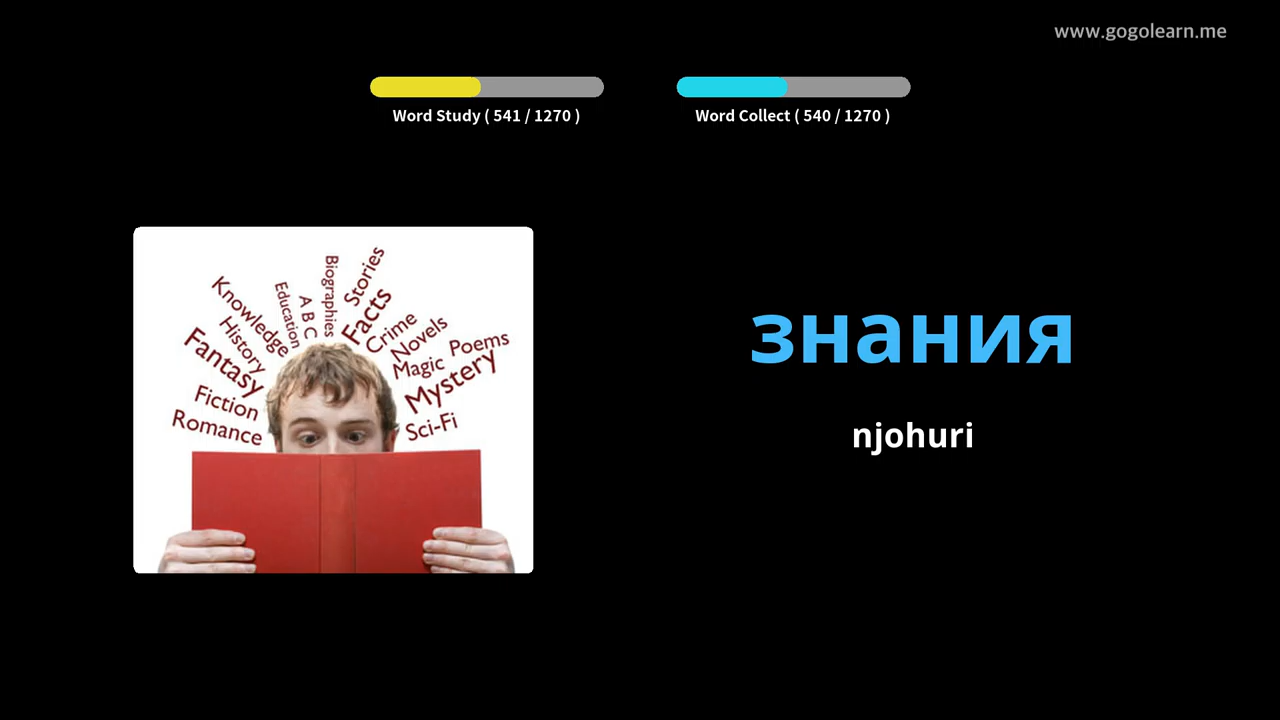 www.gogolearn.me
Word Study ( 541 / 1270 )
Word Collect ( 540 / 1270 )
Stories
Biographies
Facts
Education
A B C
Knowledge
Crime
History
Novels
Poems
Fantasy
Magic
Mystery
Fiction
Romance
Sci-Fi
знания
njohuri